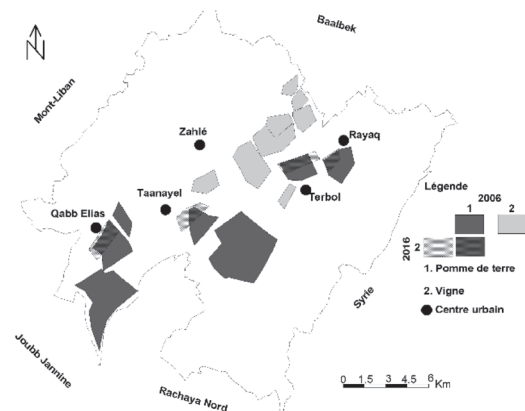 Baalbek
N
Mont-Liban
Zahlé
Rayaq
Légende
2006
1 2
Taanayel
Terbol
Qabb Elias
2016 2
1. Pomme de terre
2. Vigne
Centre urbain
Syrie
Joubb Jannine
Rachaya Nord
0 1.5 3 4.5 6 Km